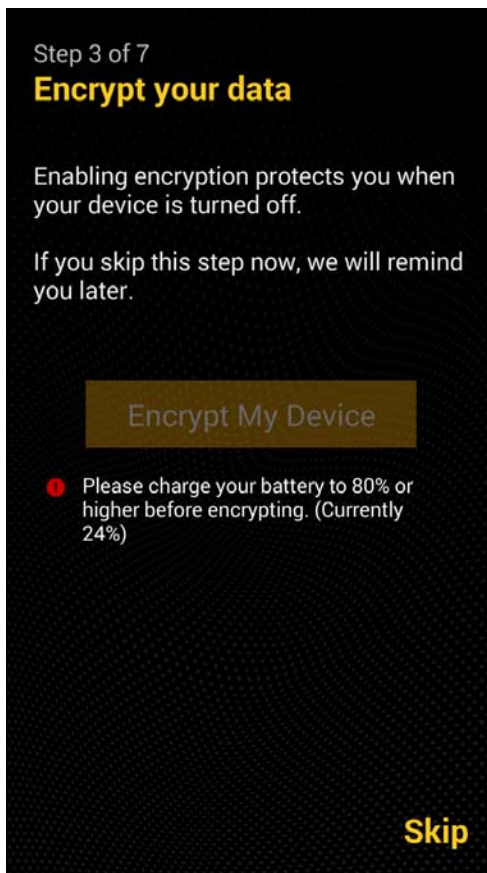 Step 3 of 7
Encrypt your data
Enabling encryption protects you when
your device is turned off.
If you skip this step now, we will remind
you later.
Encrypt My Device
Please charge your battery to 80% or
higher before encrypting. (Currently
24%)
Skip